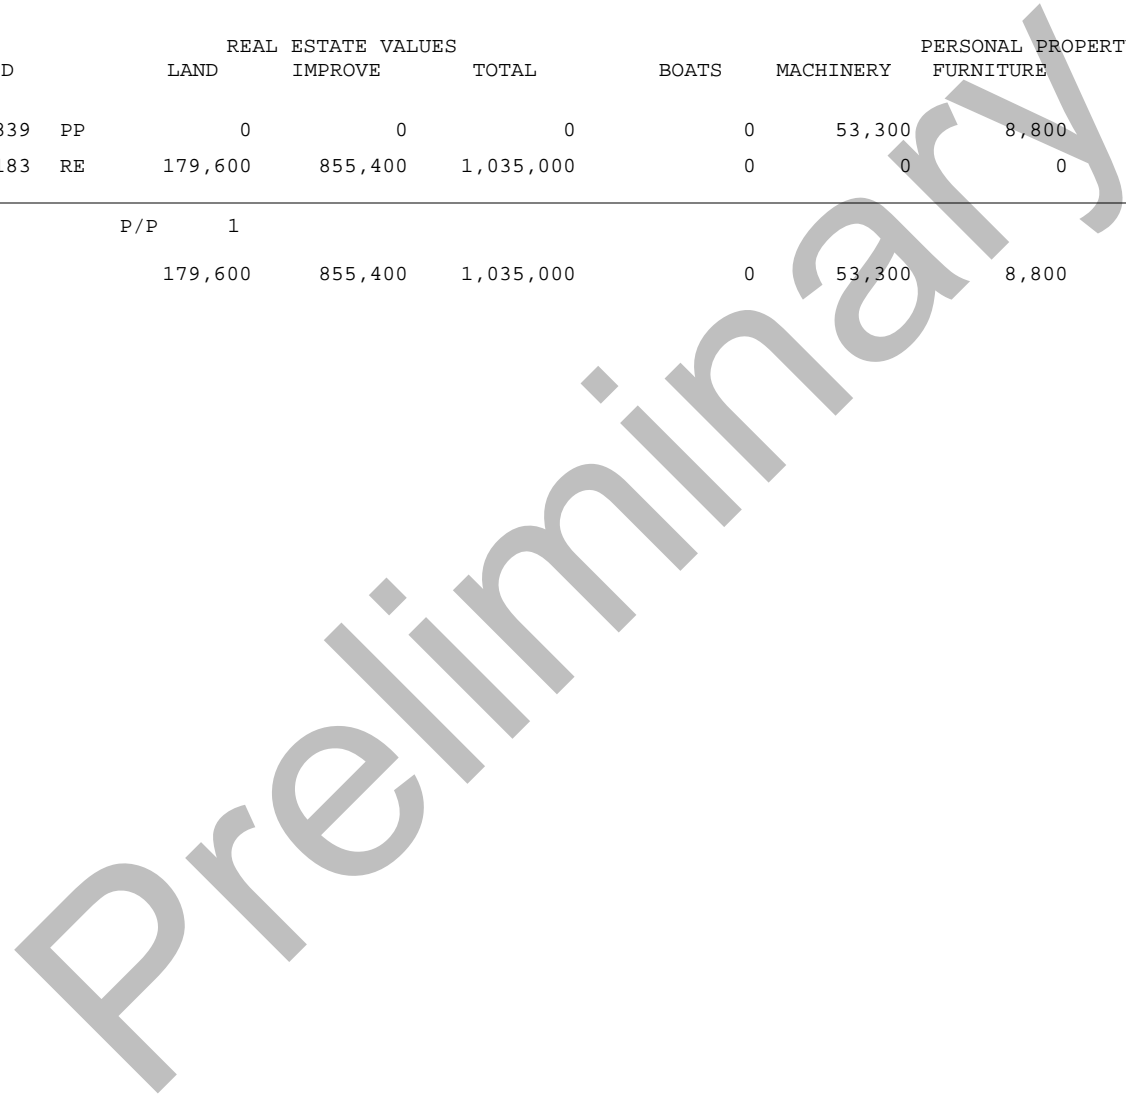 REAL ESTATE VALUES PERSONAL PROPERT
D LAND IMPROVE TOTAL BOATS MACHINERY FURNITURE
339 PP 0 0 0 0 53,300 8,800
183 RE 179,600 855,400 1,035,000 0 0 0
P/P 1
179,600 855,400 1,035,000 0 53,300 8,800
Preliminary